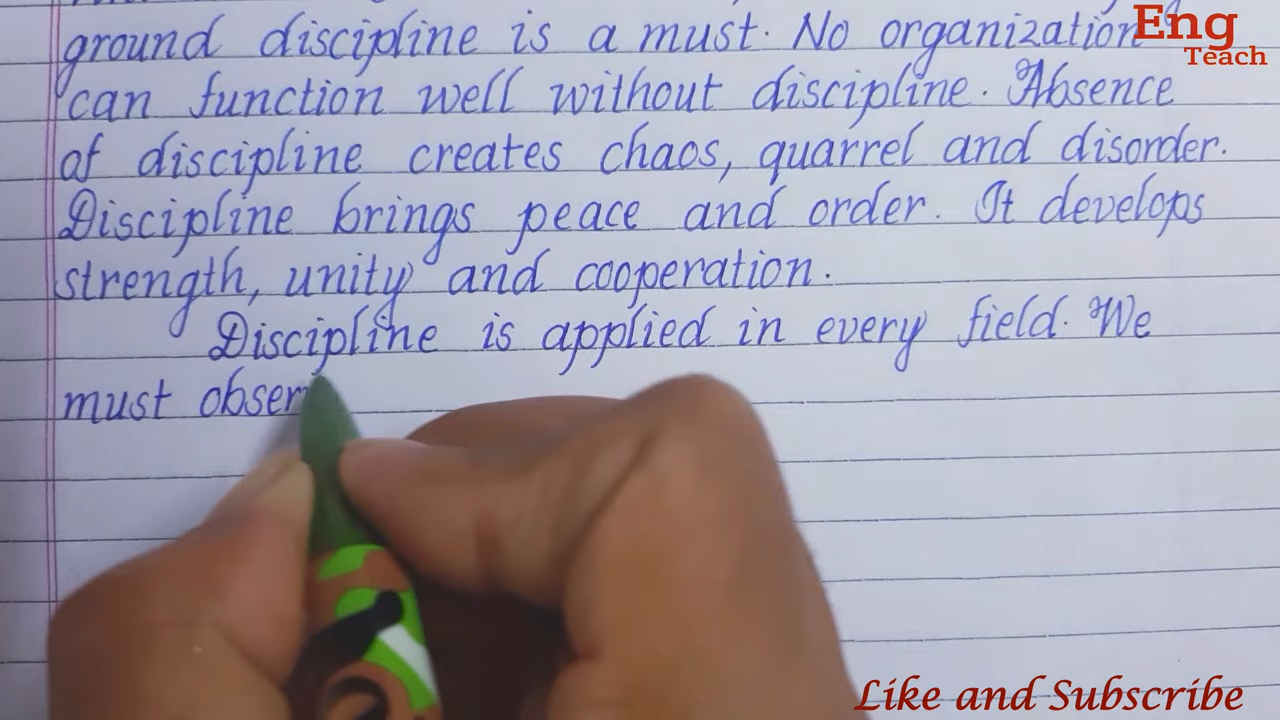 ground discipline is a must. No organization
Eng
Teach
can function well without discipline. Absence
of discipline creates chaos, quarrel and disorder.
Discipline brings peace and order. It develops
strength, unity and cooperation.
Discipline is applied in every field. We
must obser
Like and Subscribe